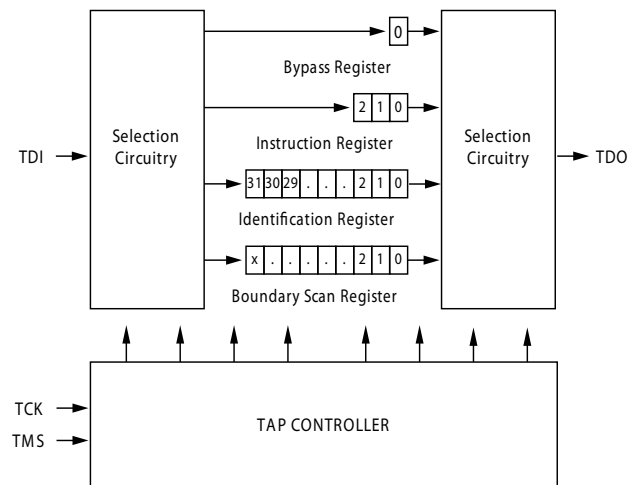 0
Bypass Register
2 1 0
Selection
Circuitry
Selection
Circuitry
TDI
Instruction Register
TDO
31 30 29 . . . 2 1 0
Identification Register
x . . . . . 2 1 0
Boundary Scan Register
TCK
TMS
TAP CONTROLLER